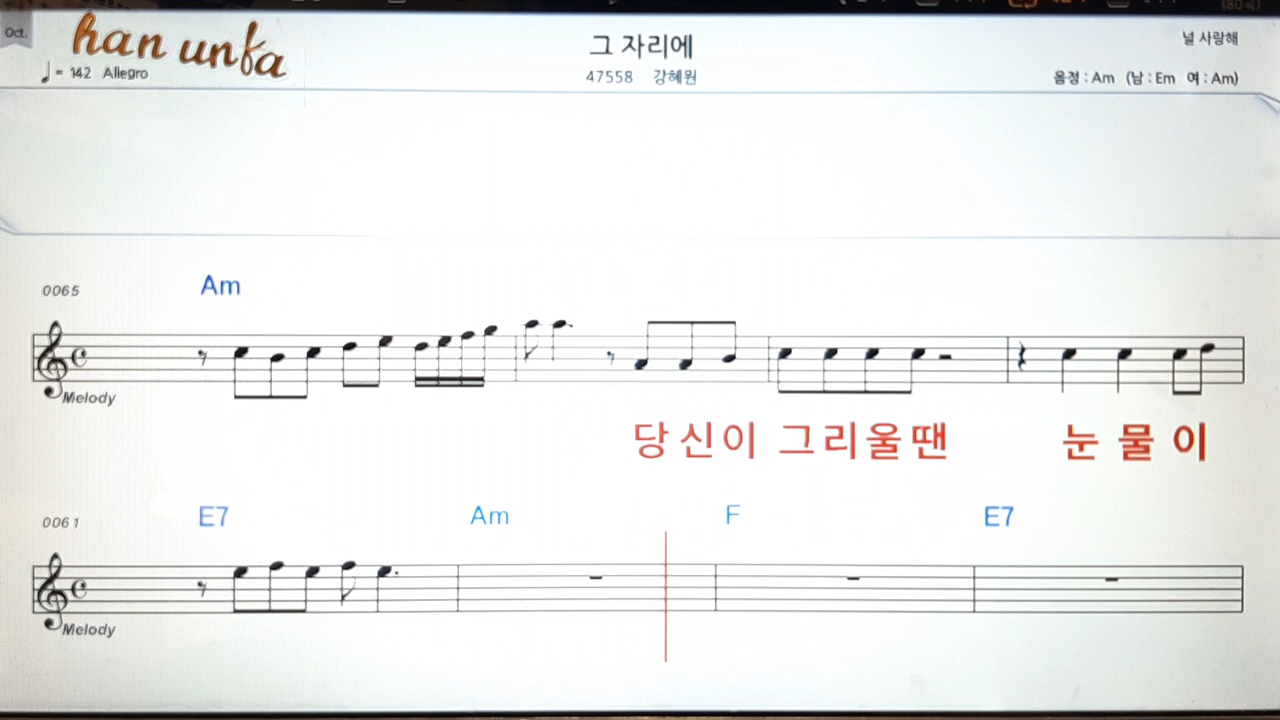 Oct.
han unfa
♩ = 142 Allegro
그 자리에
47558 강혜원
널 사랑해
음정 : Am (남 : Em 여 : Am)
0065
Am
Melody
당신이 그리울땐 눈물이
0061
E7 Am F E7
Melody